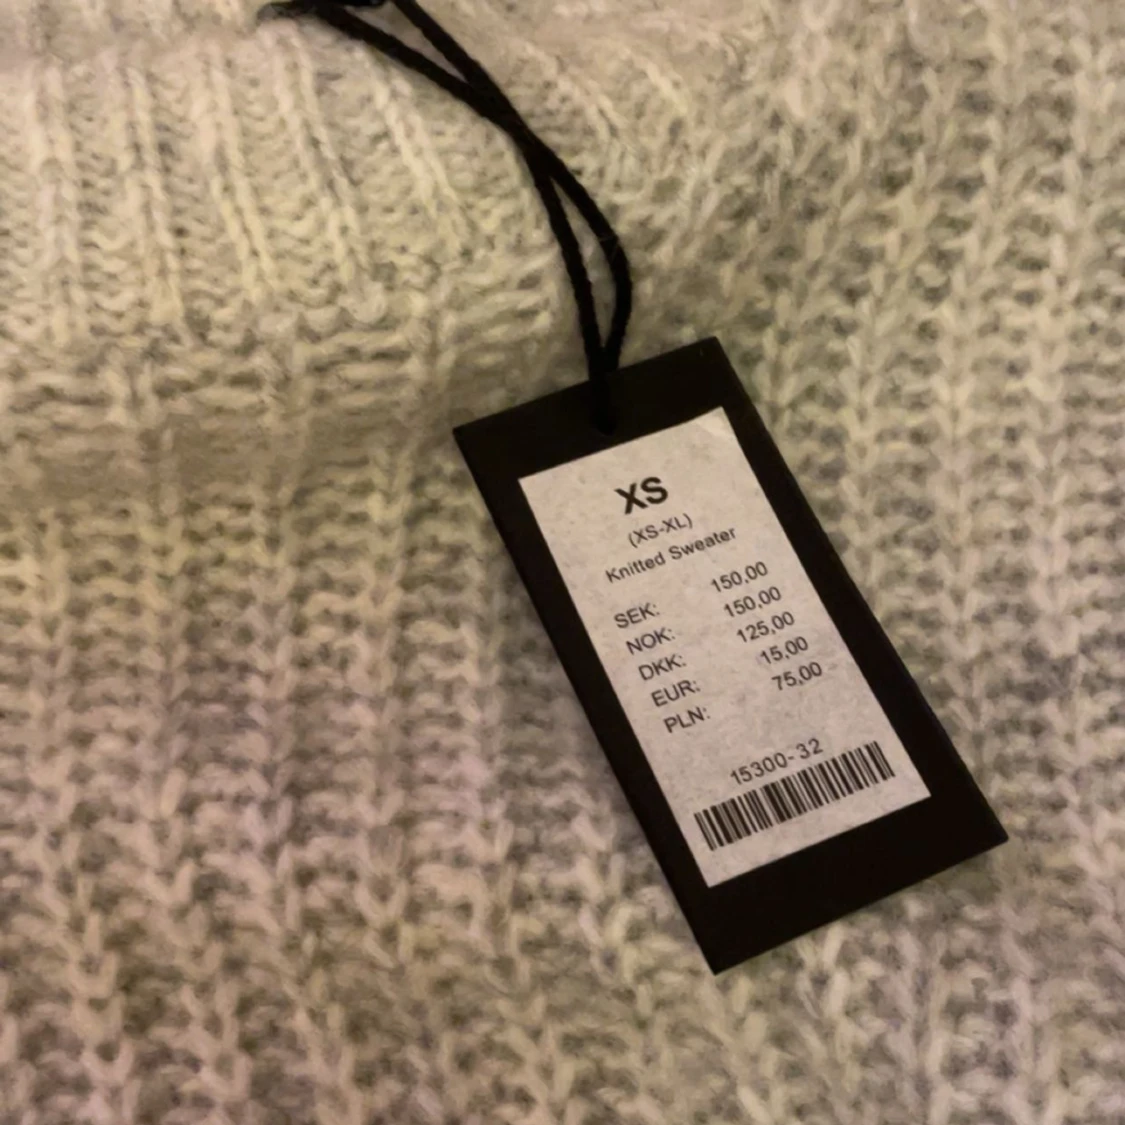 XS
(XS-XL)
Knitted Sweater
SEK: 150,00
NOK: 150,00
DKK: 125,00
EUR: 15,00
PLN: 75,00
15300-32